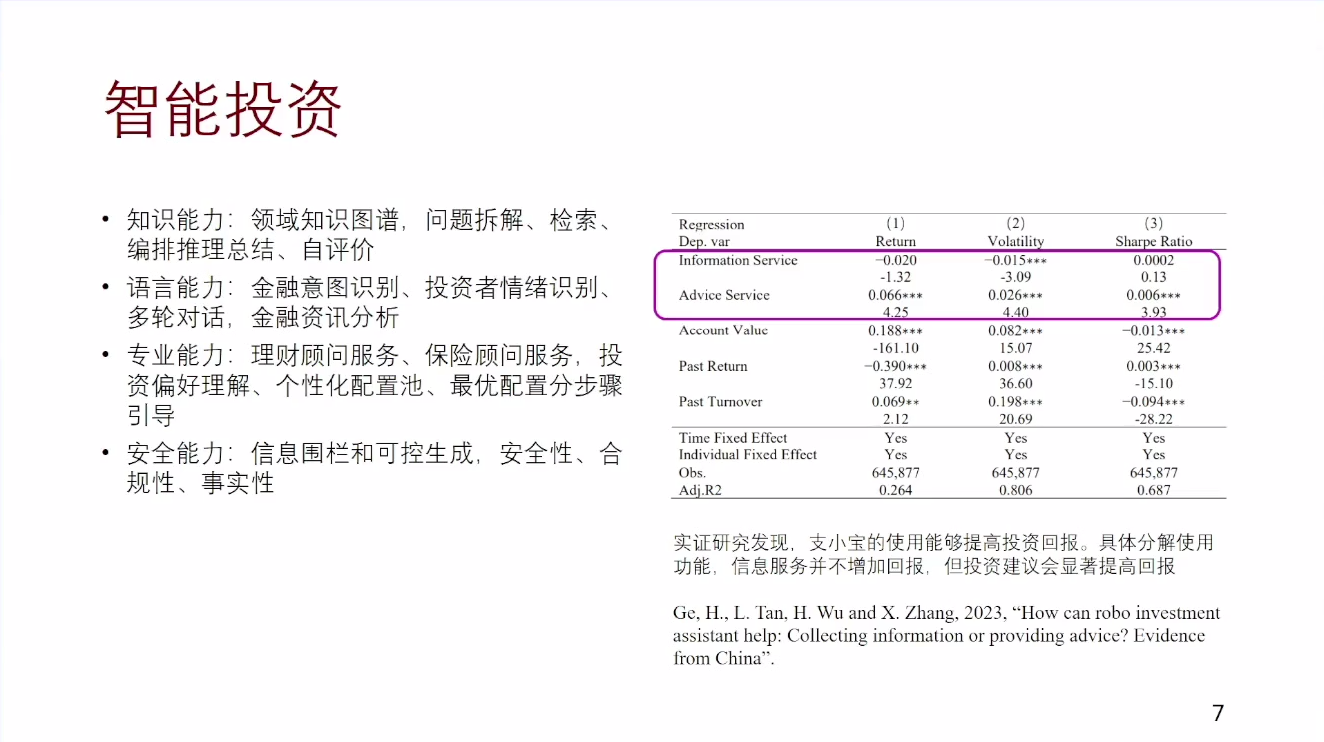 智能投资
• 知识能力：领域知识图谱，问题拆解、检索、
编排推理总结、自评价
• 语言能力：金融意图识别、投资者情绪识别、
多轮对话，金融资讯分析
• 专业能力：理财顾问服务、保险顾问服务，投
资偏好理解、个性化配置池、最优配置分步骤
引导
• 安全能力：信息围栏和可控生成，安全性、合
规性、事实性
Regression (1) (2) (3)
Dep. var Return Volatility Sharpe Ratio
Information Service −0.020 −0.015*** 0.0002
-1.32 -3.09 0.13
Advice Service 0.066*** 0.026*** 0.006***
4.25 4.40 3.93
Account Value 0.188*** 0.082*** −0.013***
-161.10 15.07 25.42
Past Return −0.390*** 0.008*** 0.003***
37.92 36.60 -15.10
Past Turnover 0.069** 0.198*** −0.094***
2.12 20.69 -28.22
Time Fixed Effect Yes Yes Yes
Individual Fixed Effect Yes Yes Yes
Obs. 645,877 645,877 645,877
Adj.R2 0.264 0.806 0.687
实证研究发现，支小宝的使用能够提高投资回报。具体分解使用
功能，信息服务并不增加回报，但投资建议会显著提高回报
Ge, H., L. Tan, H. Wu and X. Zhang, 2023, “How can robo investment
assistant help: Collecting information or providing advice? Evidence
from China”.
7